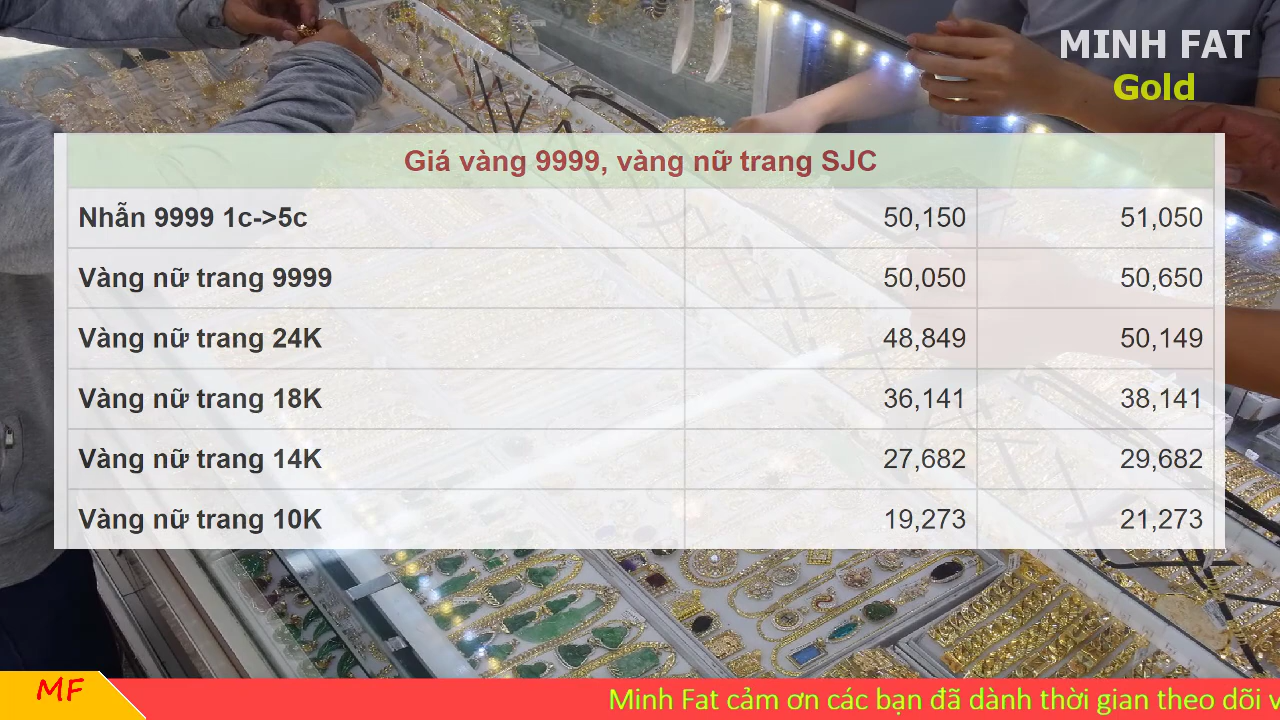 MINH FAT
Gold
Giá vàng 9999, vàng nữ trang SJC
Nhẫn 9999 1c->5c 50,150 51,050
Vàng nữ trang 9999 50,050 50,650
Vàng nữ trang 24K 48,849 50,149
Vàng nữ trang 18K 36,141 38,141
Vàng nữ trang 14K 27,682 29,682
Vàng nữ trang 10K 19,273 21,273
MF
Minh Fat cảm ơn các bạn đã dành thời gian theo dõi